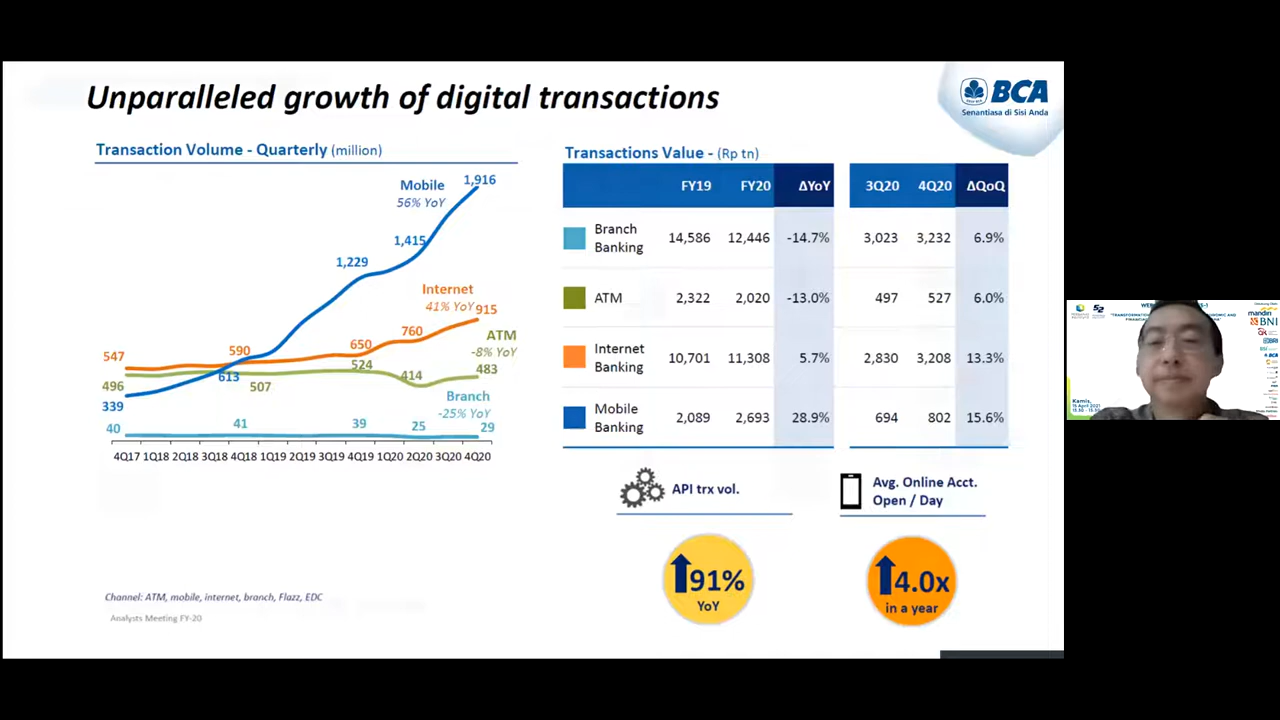 Unparalleled growth of digital transactions
BCA
Senantiasa di Sisi Anda
Transaction Volume - Quarterly (million)
Mobile
56% YoY
1,916
1,415
1,229
Internet
41% YoY
915
760
650
590
547
ATM
-8% YoY
483
414
524
507
613
496
339
Branch
-25% YoY
40
41
39
25
29
4Q17 1Q18 2Q18 3Q18 4Q18 1Q19 2Q19 3Q19 4Q19 1Q20 2Q20 3Q20 4Q20
Transactions Value - (Rp tn)
FY19 FY20 ΔYoY 3Q20 4Q20 ΔQoQ
Branch Banking 14,586 12,446 -14.7% 3,023 3,232 6.9%
ATM 2,322 2,020 -13.0% 497 527 6.0%
Internet Banking 10,701 11,308 5.7% 2,830 3,208 13.3%
Mobile Banking 2,089 2,693 28.9% 694 802 15.6%
API trx vol.
91%
YoY
Avg. Online Acct.
Open / Day
4.0x
in a year
Channel: ATM, mobile, internet, branch, Flazz, EDC
Analysts Meeting FY-20
mandiri
BNI
BCA
Kamis,
15 April 2021